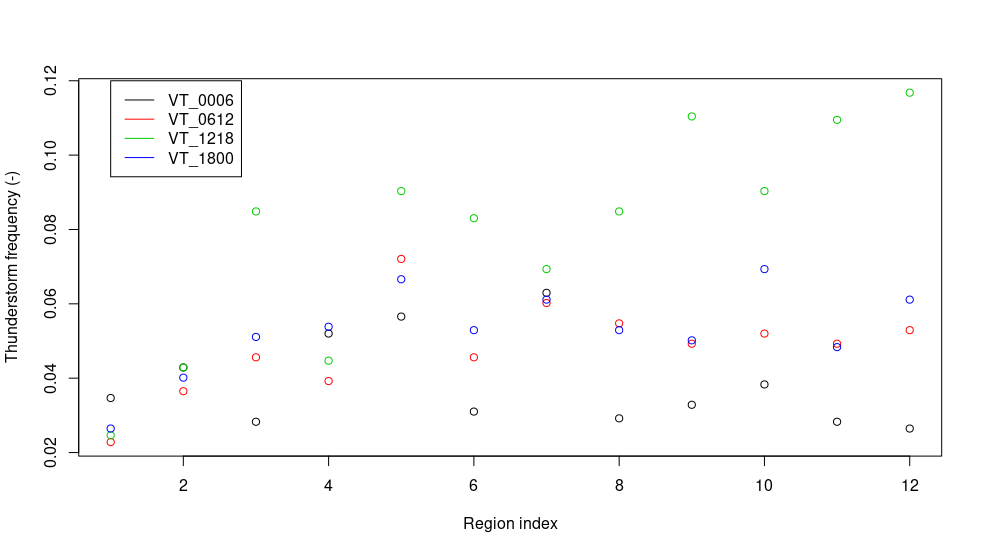 VT_0006
VT_0612
VT_1218
VT_1800
Thunderstorm frequency (-)
0.12
0.10
0.08
0.06
0.04
0.02
2 4 6 8 10 12
Region index